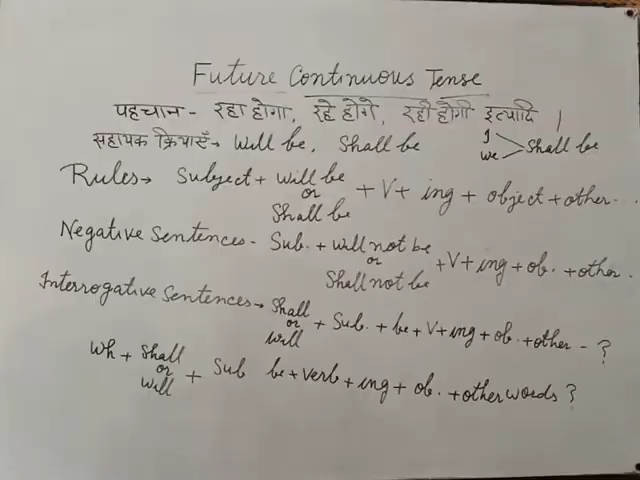 Future Continuous Tense
पहचान - रहा होगा, रहे होगे, रही होगी इत्यादि |
सहायक क्रियाएँ → Will be, Shall be I we > Shall be
Rules → Subject + will be or Shall be + V + ing + object + other...
Negative Sentences - Sub. + will not be or Shall not be + V + ing + ob. + other.
Interrogative Sentences → Shall or will + Sub. + be + V + ing + ob. + other - ?
Wh + Shall or will + Sub be + verb + ing + ob. + other words ?